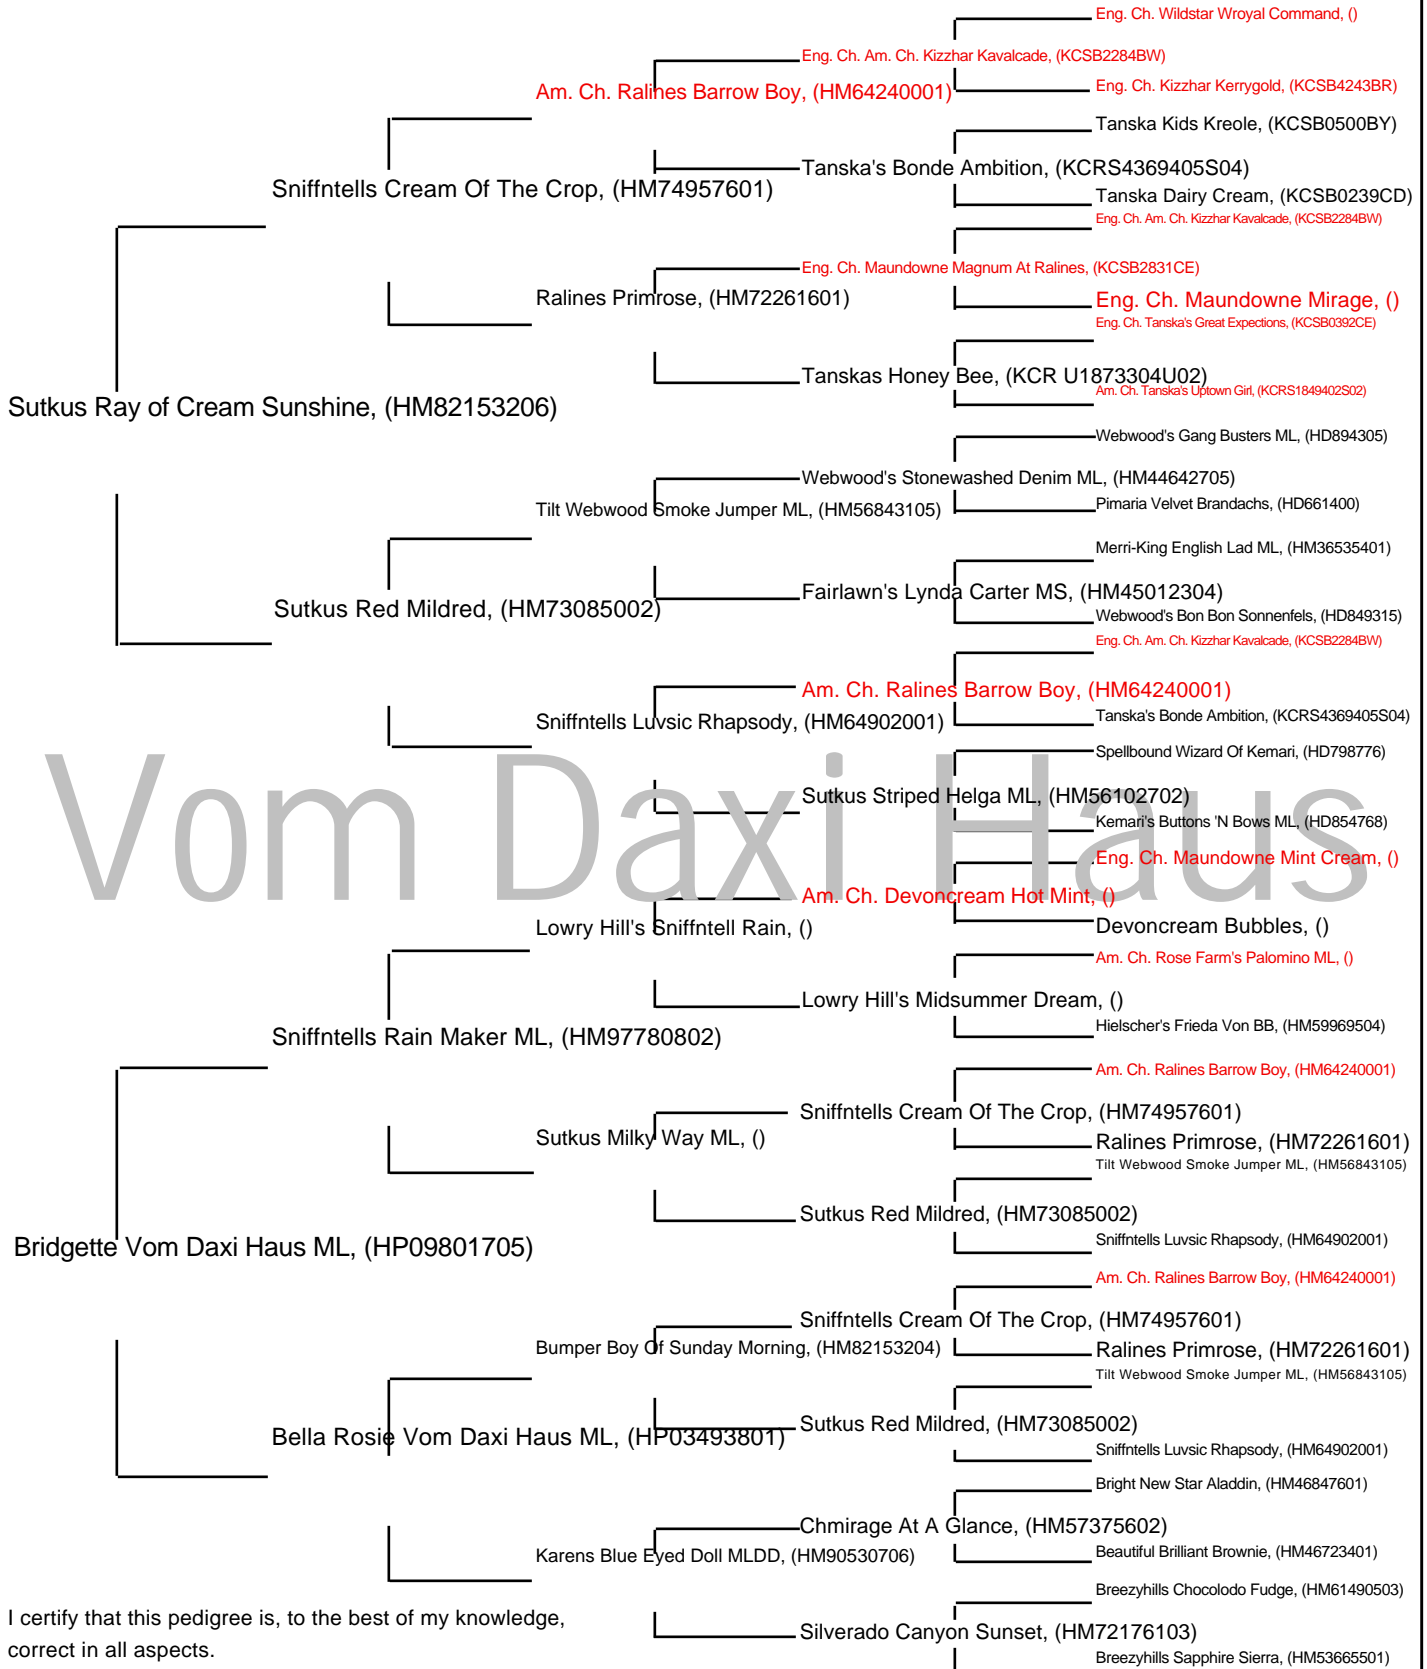 Eng. Ch. Wildstar Wroyal Command, ()
Eng. Ch. Am. Ch. Kizzhar Kavalcade, (KCSB2284BW)
Am. Ch. Ralines Barrow Boy, (HM64240001)
Eng. Ch. Kizzhar Kerrygold, (KCSB4243BR)
Tanska Kids Kreole, (KCSB0500BY)
Tanska's Bonde Ambition, (KCRS4369405S04)
Sniffntells Cream Of The Crop, (HM74957601)
Tanska Dairy Cream, (KCSB0239CD)
Eng. Ch. Am. Ch. Kizzhar Kavalcade, (KCSB2284BW)
Eng. Ch. Maundowne Magnum At Ralines, (KCSB2831CE)
Ralines Primrose, (HM72261601)
Eng. Ch. Maundowne Mirage, ()
Eng. Ch. Tanska's Great Expections, (KCSB0392CE)
Tanskas Honey Bee, (KCR U1873304U02)
Am. Ch. Tanska's Uptown Girl, (KCRS1849402S02)
Sutkus Ray of Cream Sunshine, (HM82153206)
Webwood's Gang Busters ML, (HD894305)
Webwood's Stonewashed Denim ML, (HM44642705)
Tilt Webwood Smoke Jumper ML, (HM56843105)
Pimaria Velvet Brandachs, (HD661400)
Merri-King English Lad ML, (HM36535401)
Fairlawn's Lynda Carter MS, (HM45012304)
Sutkus Red Mildred, (HM73085002)
Webwood's Bon Bon Sonnenfels, (HD849315)
Eng. Ch. Am. Ch. Kizzhar Kavalcade, (KCSB2284BW)
Am. Ch. Ralines Barrow Boy, (HM64240001)
Sniffntells Luvsic Rhapsody, (HM64902001)
Tanska's Bonde Ambition, (KCRS4369405S04)
Spellbound Wizard Of Kemari, (HD798776)
Sutkus Striped Helga ML, (HM56102702)
Kemari's Buttons 'N Bows ML, (HD854768)
Vom Daxi Haus
Eng. Ch. Maundowne Mint Cream, ()
Am. Ch. Devoncream Hot Mint, ()
Lowry Hill's Sniffntell Rain, ()
Devoncream Bubbles, ()
Am. Ch. Rose Farm's Palomino ML, ()
Lowry Hill's Midsummer Dream, ()
Sniffntells Rain Maker ML, (HM97780802)
Hielscher's Frieda Von BB, (HM59969504)
Am. Ch. Ralines Barrow Boy, (HM64240001)
Sniffntells Cream Of The Crop, (HM74957601)
Sutkus Milky Way ML, ()
Ralines Primrose, (HM72261601)
Tilt Webwood Smoke Jumper ML, (HM56843105)
Sutkus Red Mildred, (HM73085002)
Sniffntells Luvsic Rhapsody, (HM64902001)
Bridgette Vom Daxi Haus ML, (HP09801705)
Am. Ch. Ralines Barrow Boy, (HM64240001)
Sniffntells Cream Of The Crop, (HM74957601)
Bumper Boy Of Sunday Morning, (HM82153204)
Ralines Primrose, (HM72261601)
Tilt Webwood Smoke Jumper ML, (HM56843105)
Sutkus Red Mildred, (HM73085002)
Bella Rosie Vom Daxi Haus ML, (HP03493801)
Sniffntells Luvsic Rhapsody, (HM64902001)
Bright New Star Aladdin, (HM46847601)
Chmirage At A Glance, (HM57375602)
Karens Blue Eyed Doll MLDD, (HM90530706)
Beautiful Brilliant Brownie, (HM46723401)
Breezyhills Chocolodo Fudge, (HM61490503)
Silverado Canyon Sunset, (HM72176103)
Breezyhills Sapphire Sierra, (HM53665501)
I certify that this pedigree is, to the best of my knowledge,
correct in all aspects.